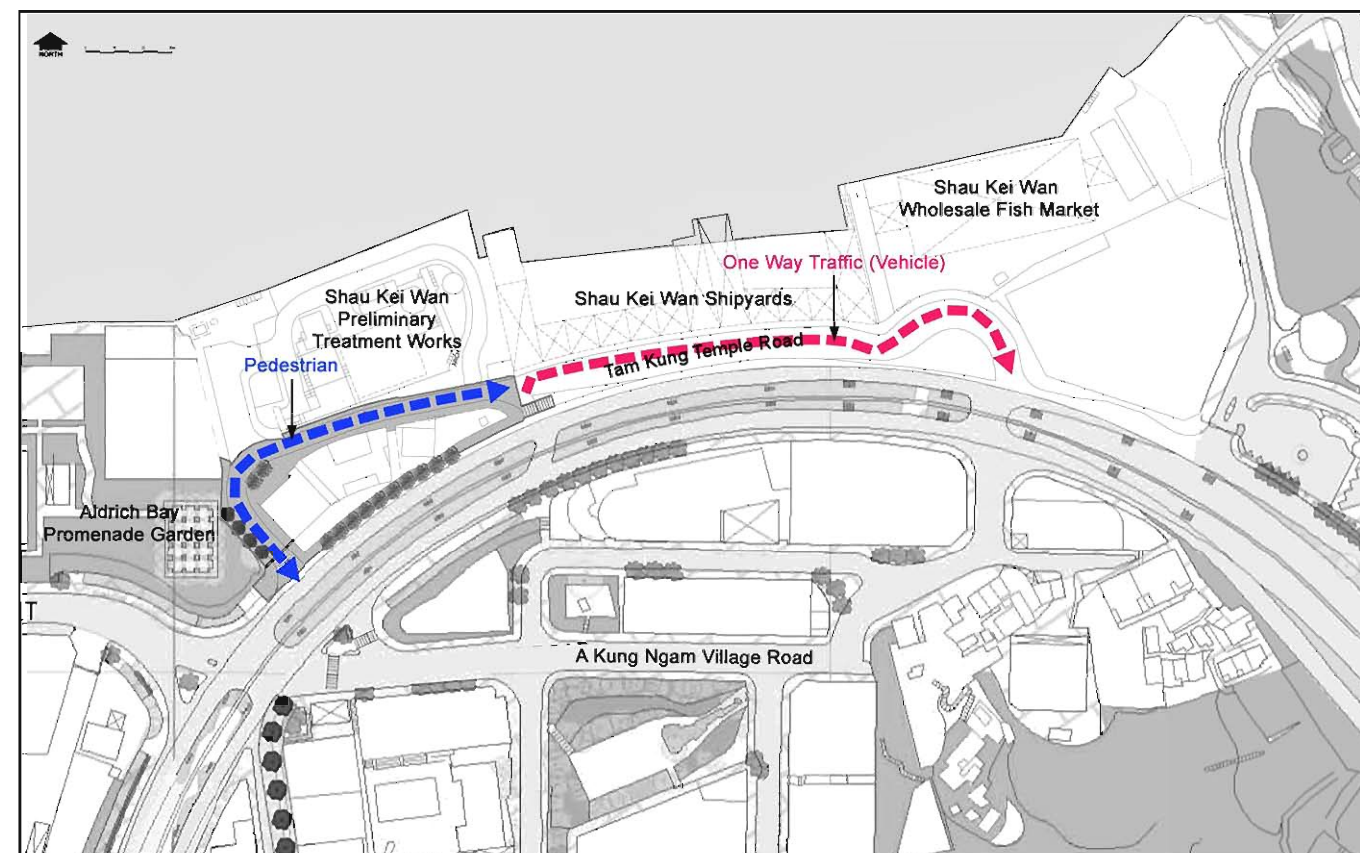 NORTH
Shau Kei Wan
Wholesale Fish Market
One Way Traffic (Vehicle)
Shau Kei Wan
Preliminary
Treatment Works
Shau Kei Wan Shipyards
Tam Kung Temple Road
Pedestrian
Aldrich Bay
Promenade Garden
A Kung Ngam Village Road